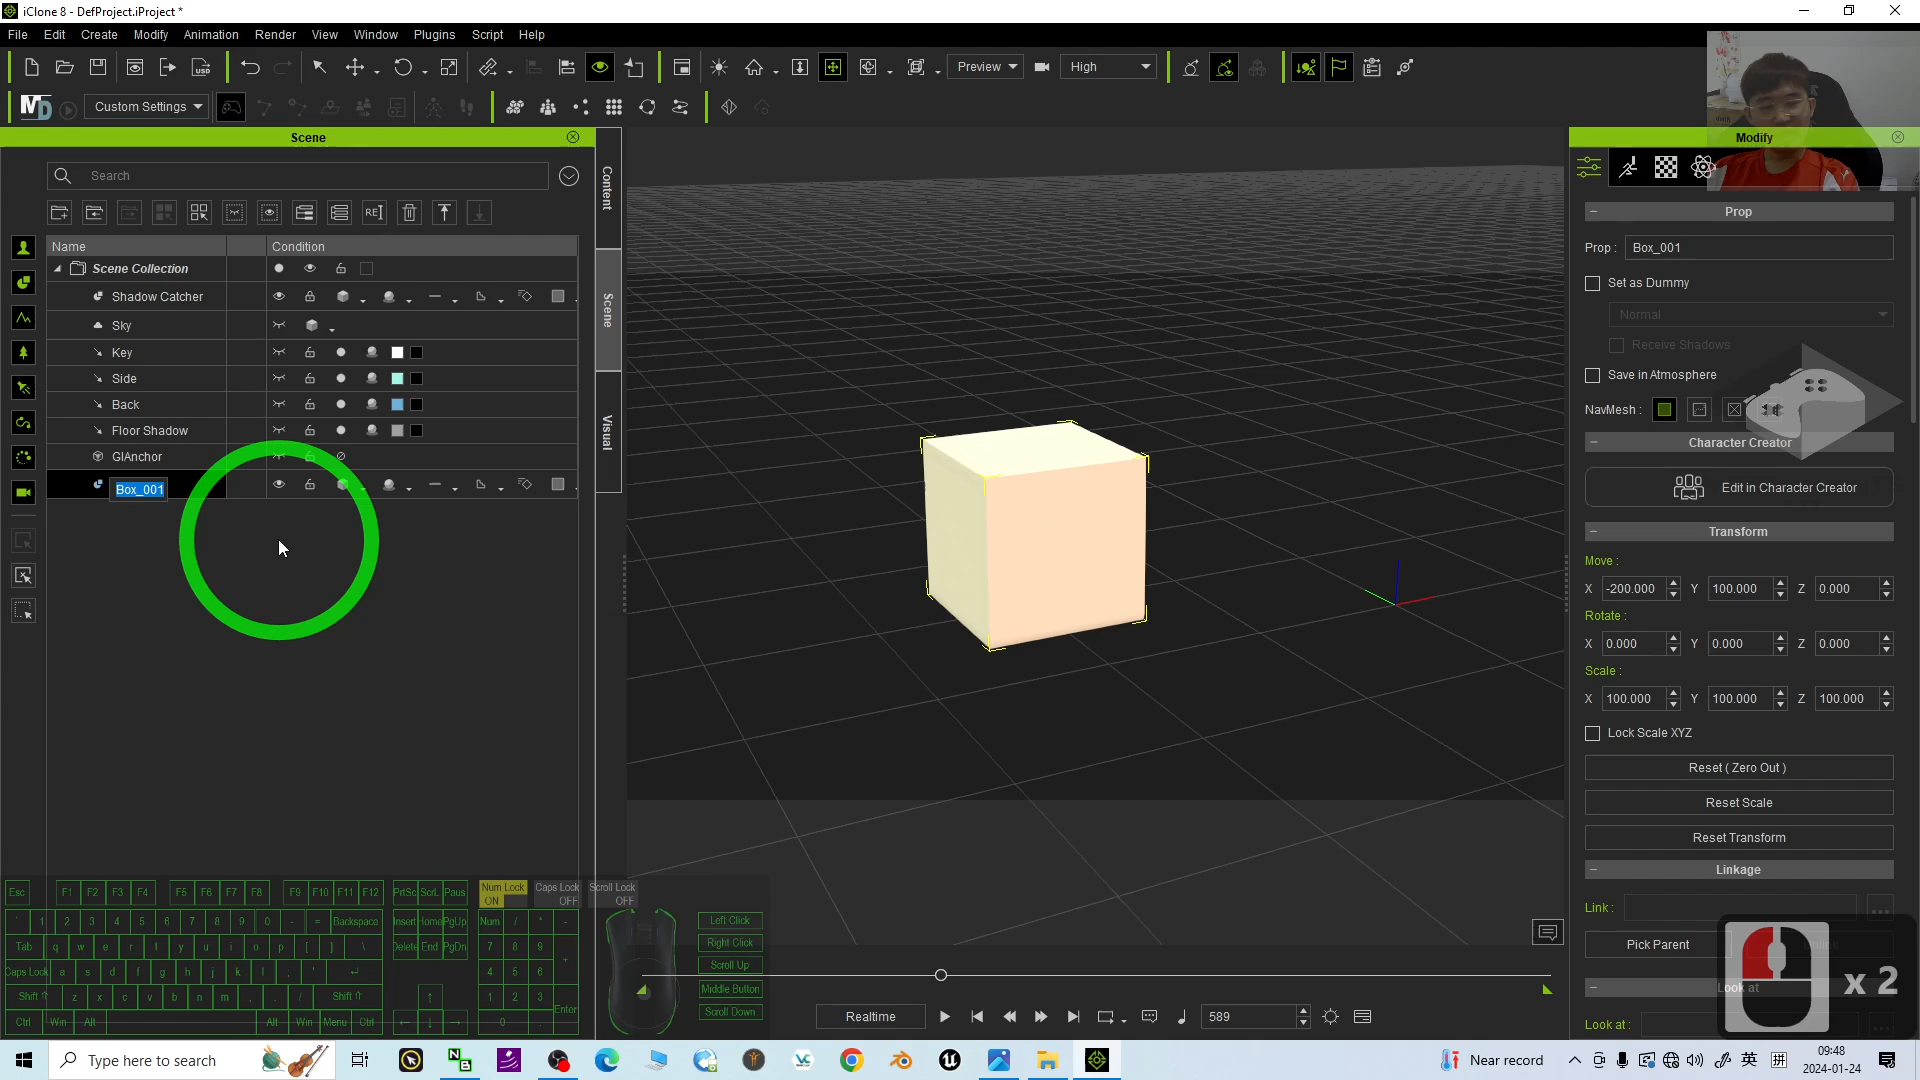 iClone 8 - DefProject.iProject *
File Edit Create Modify Animation Render View Window Plugins Script Help
Preview High
MD Custom Settings
Scene
Search
Name Condition
Scene Collection
Shadow Catcher
Sky
Key
Side
Back
Floor Shadow
GIAnchor
Box_001
Content
Scene
Visual
Modify
Prop
Prop : Box_001
Set as Dummy
Normal
Receive Shadows
Save in Atmosphere
NavMesh :
Character Creator
Edit in Character Creator
Transform
Move :
X -200.000 Y 100.000 Z 0.000
Rotate :
X 0.000 Y 0.000 Z 0.000
Scale :
X 100.000 Y 100.000 Z 100.000
Lock Scale XYZ
Reset ( Zero Out )
Reset Scale
Reset Transform
Linkage
Link :
Pick Parent
Look at
Look at :
x 2
Esc F1 F2 F3 F4 F5 F6 F7 F8 F9 F10 F11 F12 PrtSc ScrL Paus Num Lock ON Caps Lock OFF Scroll Lock OFF
` 1 2 3 4 5 6 7 8 9 0 - = Backspace Insert Home PgUp Num / * -
Tab q w e r t y u i o p [ ] \ Delete End PgDn 7 8 9 +
Caps Lock a s d f g h j k l ; ' ↵ 4 5 6
Shift ⇑ z x c v b n m , . / Shift ⇑ ↑ 1 2 3 Enter
Ctrl Win Alt Alt Win Menu Ctrl ← ↓ → 0 .
Left Click
Right Click
Scroll Up
Middle Button
Scroll Down
Realtime 589
Type here to search
Near record
英 拼
09:48
2024-01-24